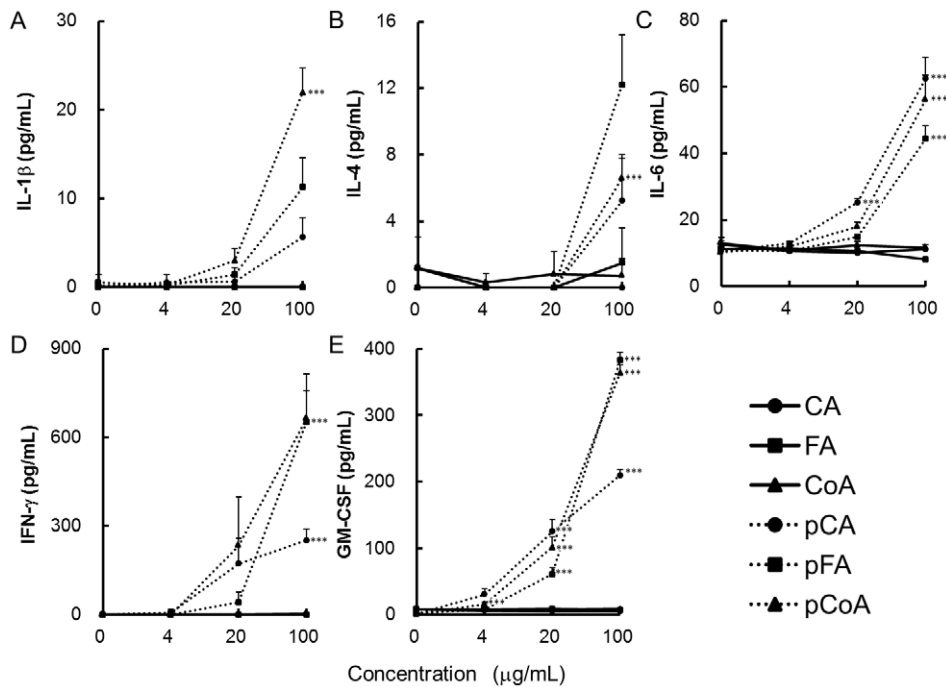 A
IL-1β (pg/mL)
30
20
10
0
0 4 20 100
***
B
IL-4 (pg/mL)
16
12
8
4
0
0 4 20 100
***
C
IL-6 (pg/mL)
80
60
40
20
0
0 4 20 100
***
***
***
***
D
IFN-γ (pg/mL)
900
600
300
0
0 4 20 100
***
***
E
GM-CSF (pg/mL)
400
300
200
100
0
0 4 20 100
***
***
***
***
***
***
***
CA
FA
CoA
pCA
pFA
pCoA
Concentration (μg/mL)